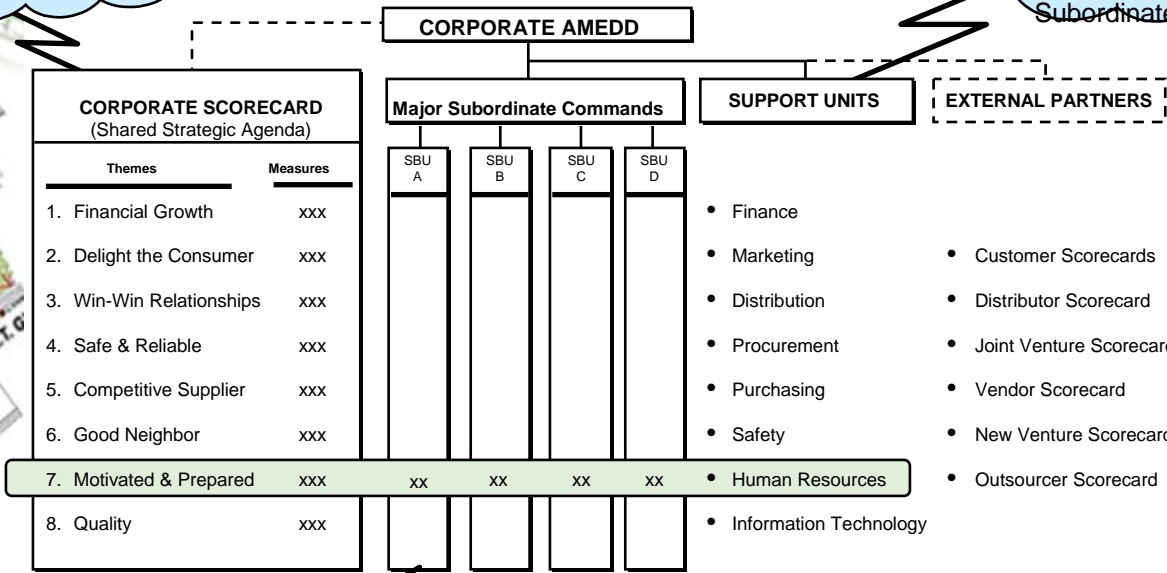 Subordinate
CORPORATE AMEDD
CORPORATE SCORECARD
(Shared Strategic Agenda)
Major Subordinate Commands
SUPPORT UNITS
EXTERNAL PARTNERS
Themes Measures
SBU
A
SBU
B
SBU
C
SBU
D
1. Financial Growth xxx
• Finance
2. Delight the Consumer xxx
• Marketing
• Customer Scorecards
3. Win-Win Relationships xxx
• Distribution
• Distributor Scorecard
4. Safe & Reliable xxx
• Procurement
• Joint Venture Scorecard
5. Competitive Supplier xxx
• Purchasing
• Vendor Scorecard
6. Good Neighbor xxx
• Safety
• New Venture Scorecard
7. Motivated & Prepared xxx xx xx xx xx • Human Resources
• Outsourcer Scorecard
8. Quality xxx
• Information Technology